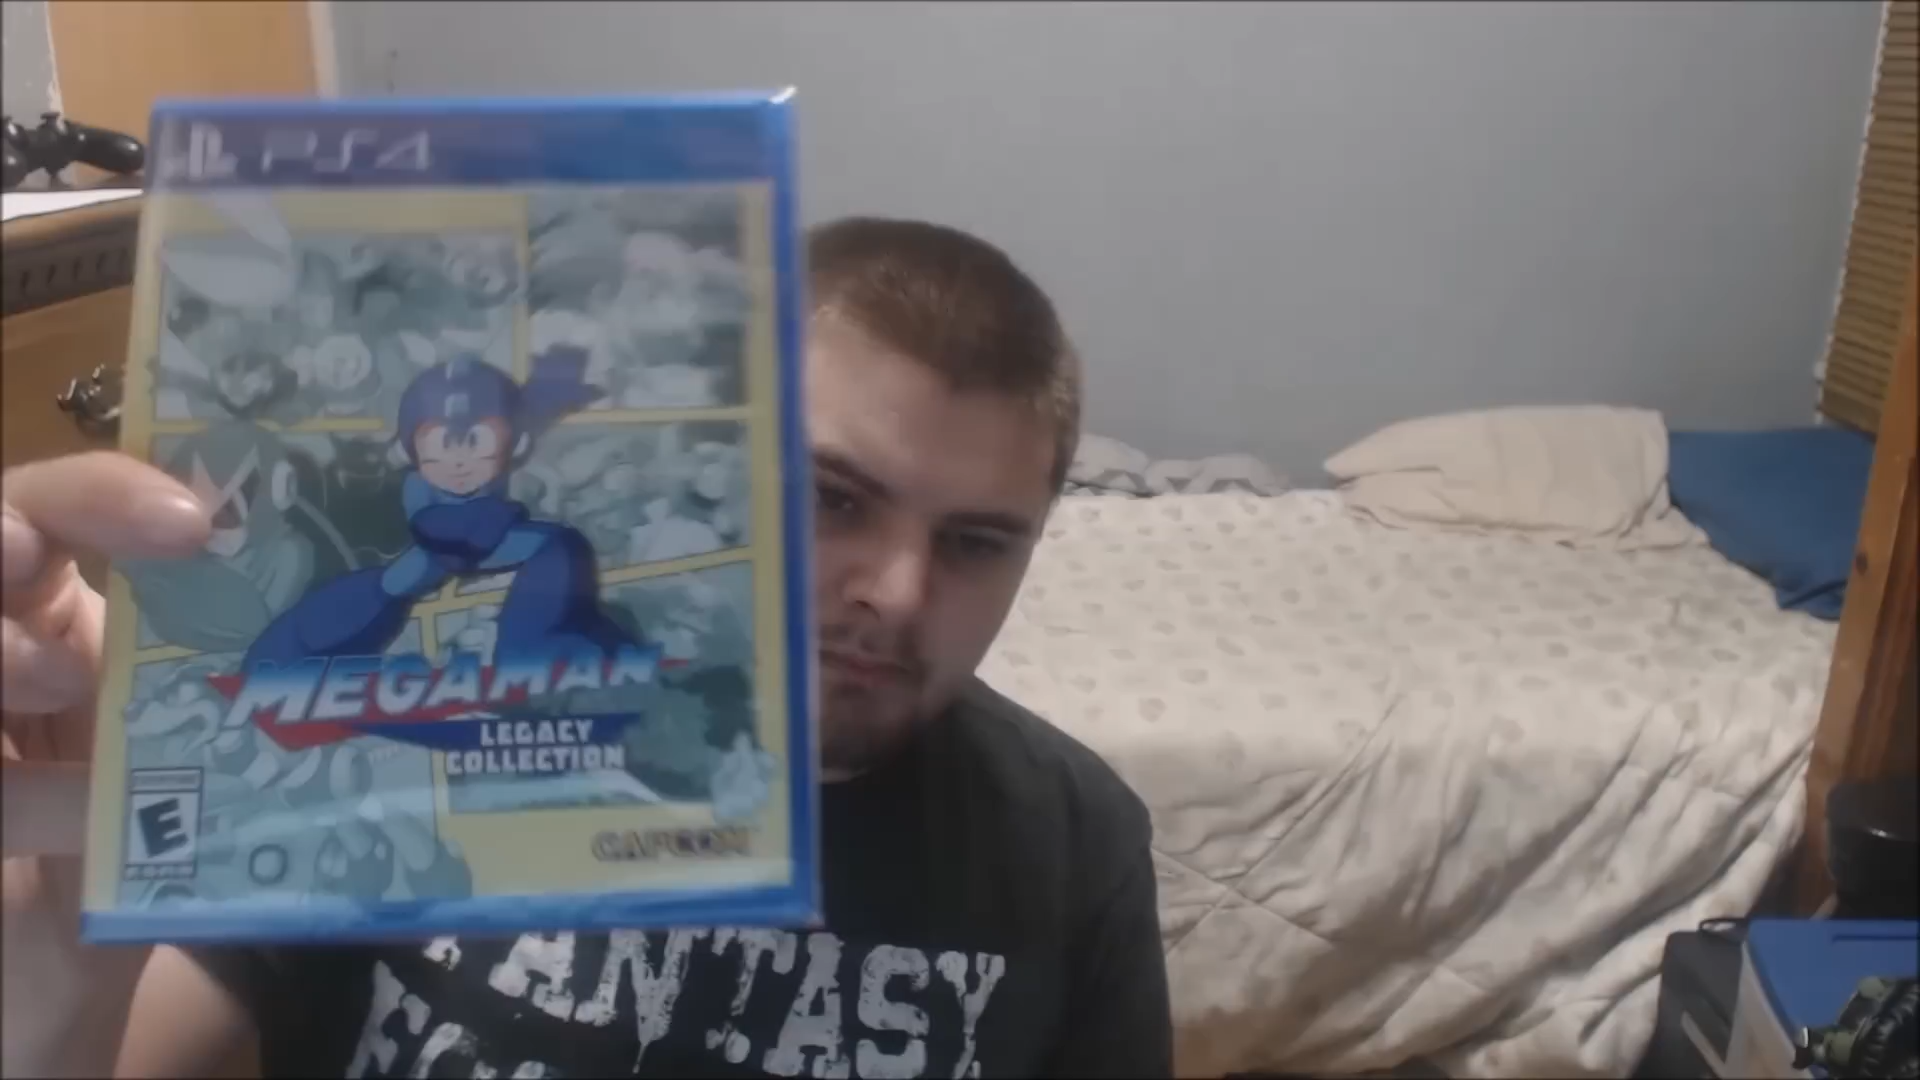 PS4
MEGAMAN
LEGACY
COLLECTION
E
CAPCOM
FANTASY